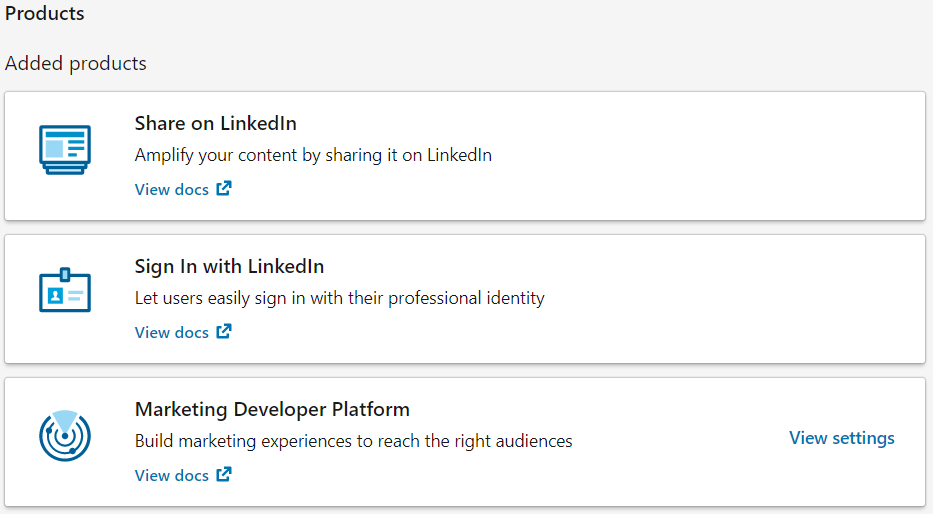 Products
Added products
Share on LinkedIn
Amplify your content by sharing it on LinkedIn
View docs
Sign In with LinkedIn
Let users easily sign in with their professional identity
View docs
Marketing Developer Platform
Build marketing experiences to reach the right audiences
View settings
View docs